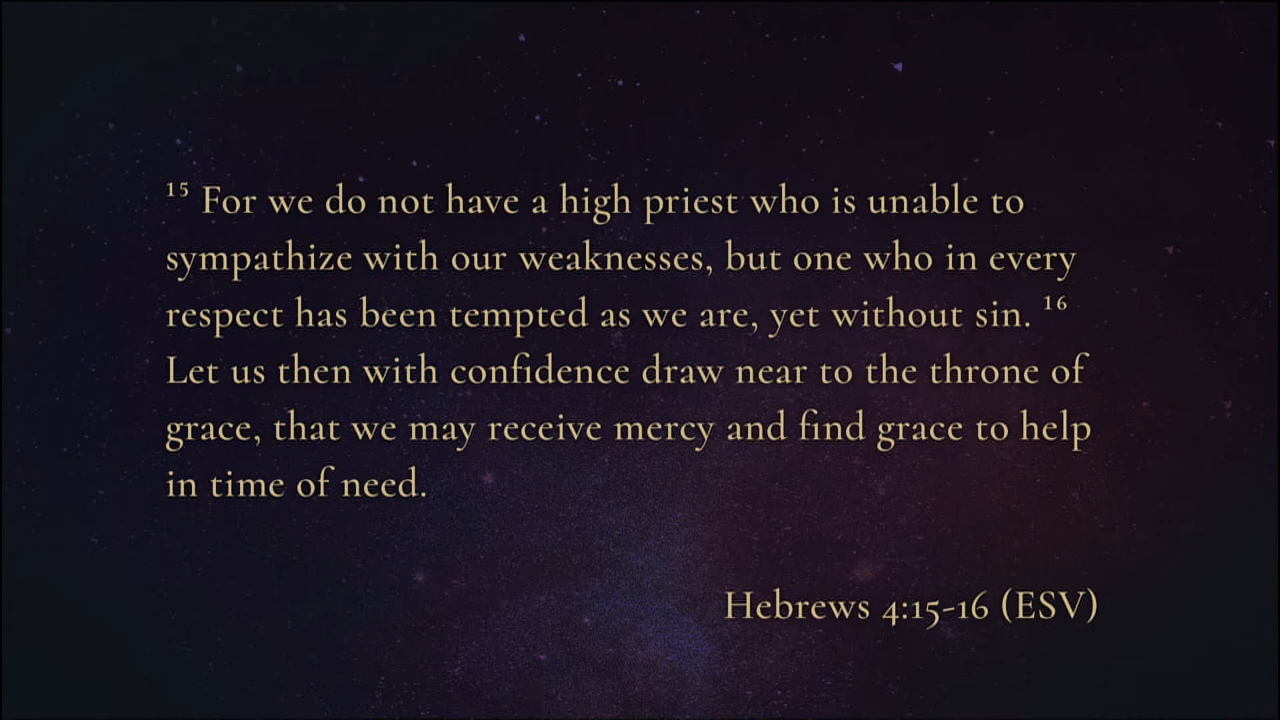 ¹⁵ For we do not have a high priest who is unable to
sympathize with our weaknesses, but one who in every
respect has been tempted as we are, yet without sin. ¹⁶
Let us then with confidence draw near to the throne of
grace, that we may receive mercy and find grace to help
in time of need.
Hebrews 4:15-16 (ESV)